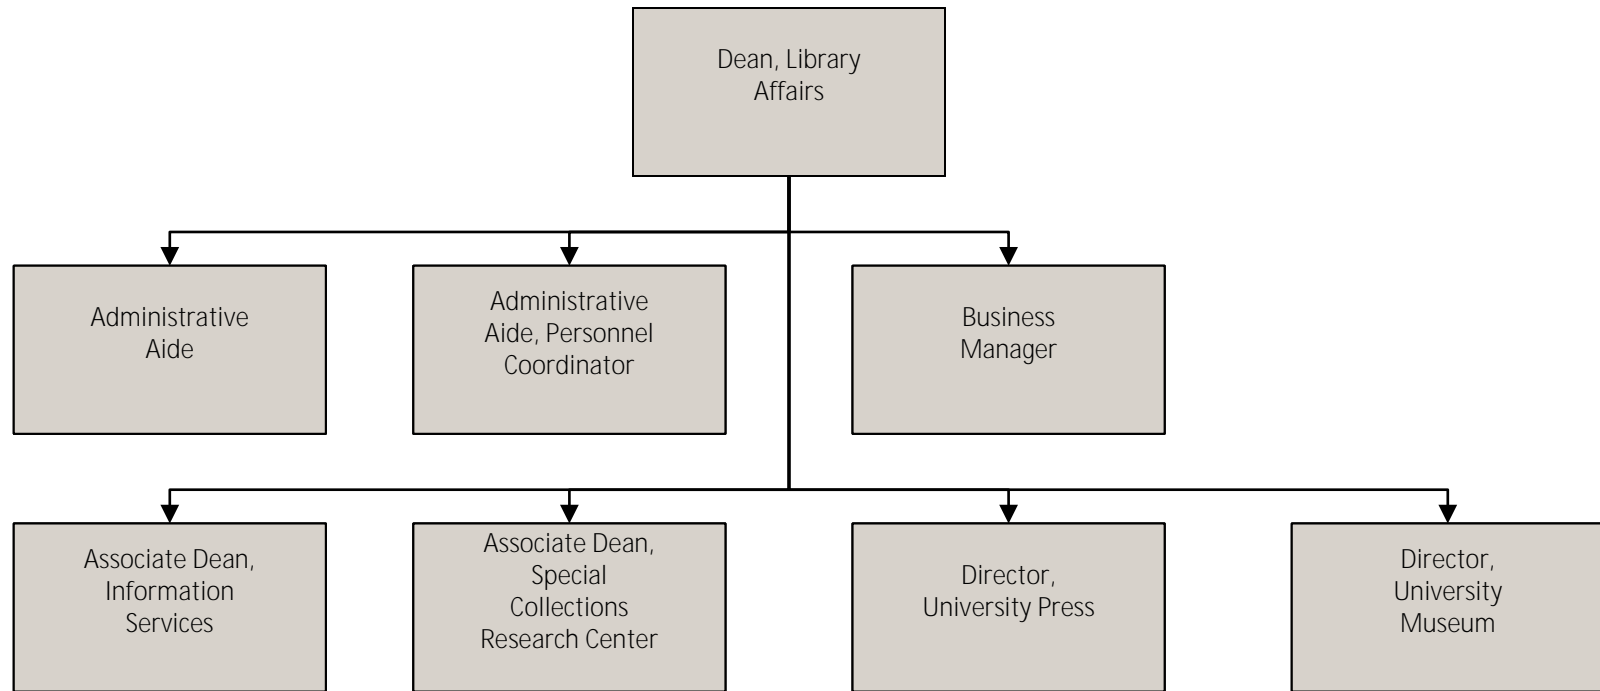 Dean, Library
Affairs
Administrative
Aide
Administrative
Aide, Personnel
Coordinator
Business
Manager
Associate Dean,
Information
Services
Associate Dean,
Special
Collections
Research Center
Director,
University Press
Director,
University
Museum